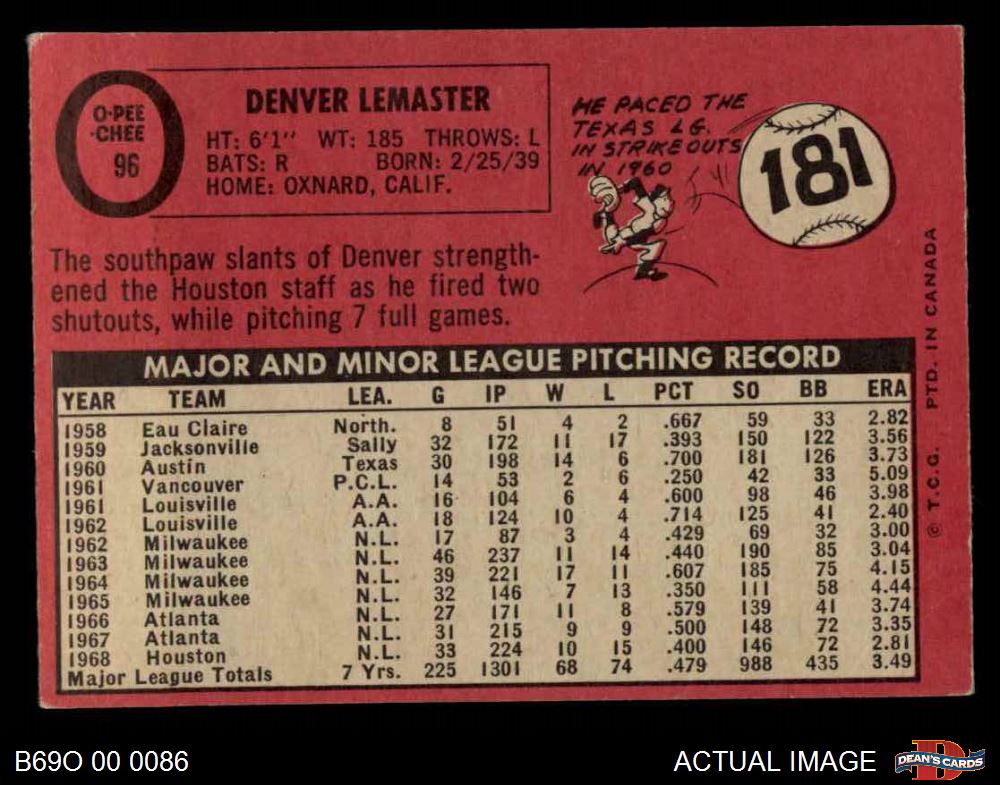 O-PEE
-CHEE
96
DENVER LEMASTER
HT: 6'1" WT: 185 THROWS: L
BATS: R BORN: 2/25/39
HOME: OXNARD, CALIF.
HE PACED THE
TEXAS LG.
IN STRIKEOUTS
IN 1960
181
The southpaw slants of Denver strength-
ened the Houston staff as he fired two
shutouts, while pitching 7 full games.
MAJOR AND MINOR LEAGUE PITCHING RECORD
YEAR TEAM LEA. G IP W L PCT SO BB ERA
1958 Eau Claire North. 8 51 4 2 .667 59 33 2.82
1959 Jacksonville Sally 32 172 11 17 .393 150 122 3.56
1960 Austin Texas 30 198 14 6 .700 181 126 3.73
1961 Vancouver P.C.L. 14 53 2 6 .250 42 33 5.09
1961 Louisville A.A. 16 104 6 4 .600 98 46 3.98
1962 Louisville A.A. 18 124 10 4 .714 125 41 2.40
1962 Milwaukee N.L. 17 87 3 4 .429 69 32 3.00
1963 Milwaukee N.L. 46 237 11 14 .440 190 85 3.04
1964 Milwaukee N.L. 39 221 17 11 .607 185 75 4.15
1965 Milwaukee N.L. 32 146 7 13 .350 111 58 4.44
1966 Atlanta N.L. 27 171 11 8 .579 139 41 3.74
1967 Atlanta N.L. 31 215 9 9 .500 148 72 3.35
1968 Houston N.L. 33 224 10 15 .400 146 72 2.81
Major League Totals 7 Yrs. 225 1301 68 74 .479 988 435 3.49
© T.C.G. PTD. IN CANADA
B69O 00 0086
ACTUAL IMAGE
D
DEAN'S CARDS